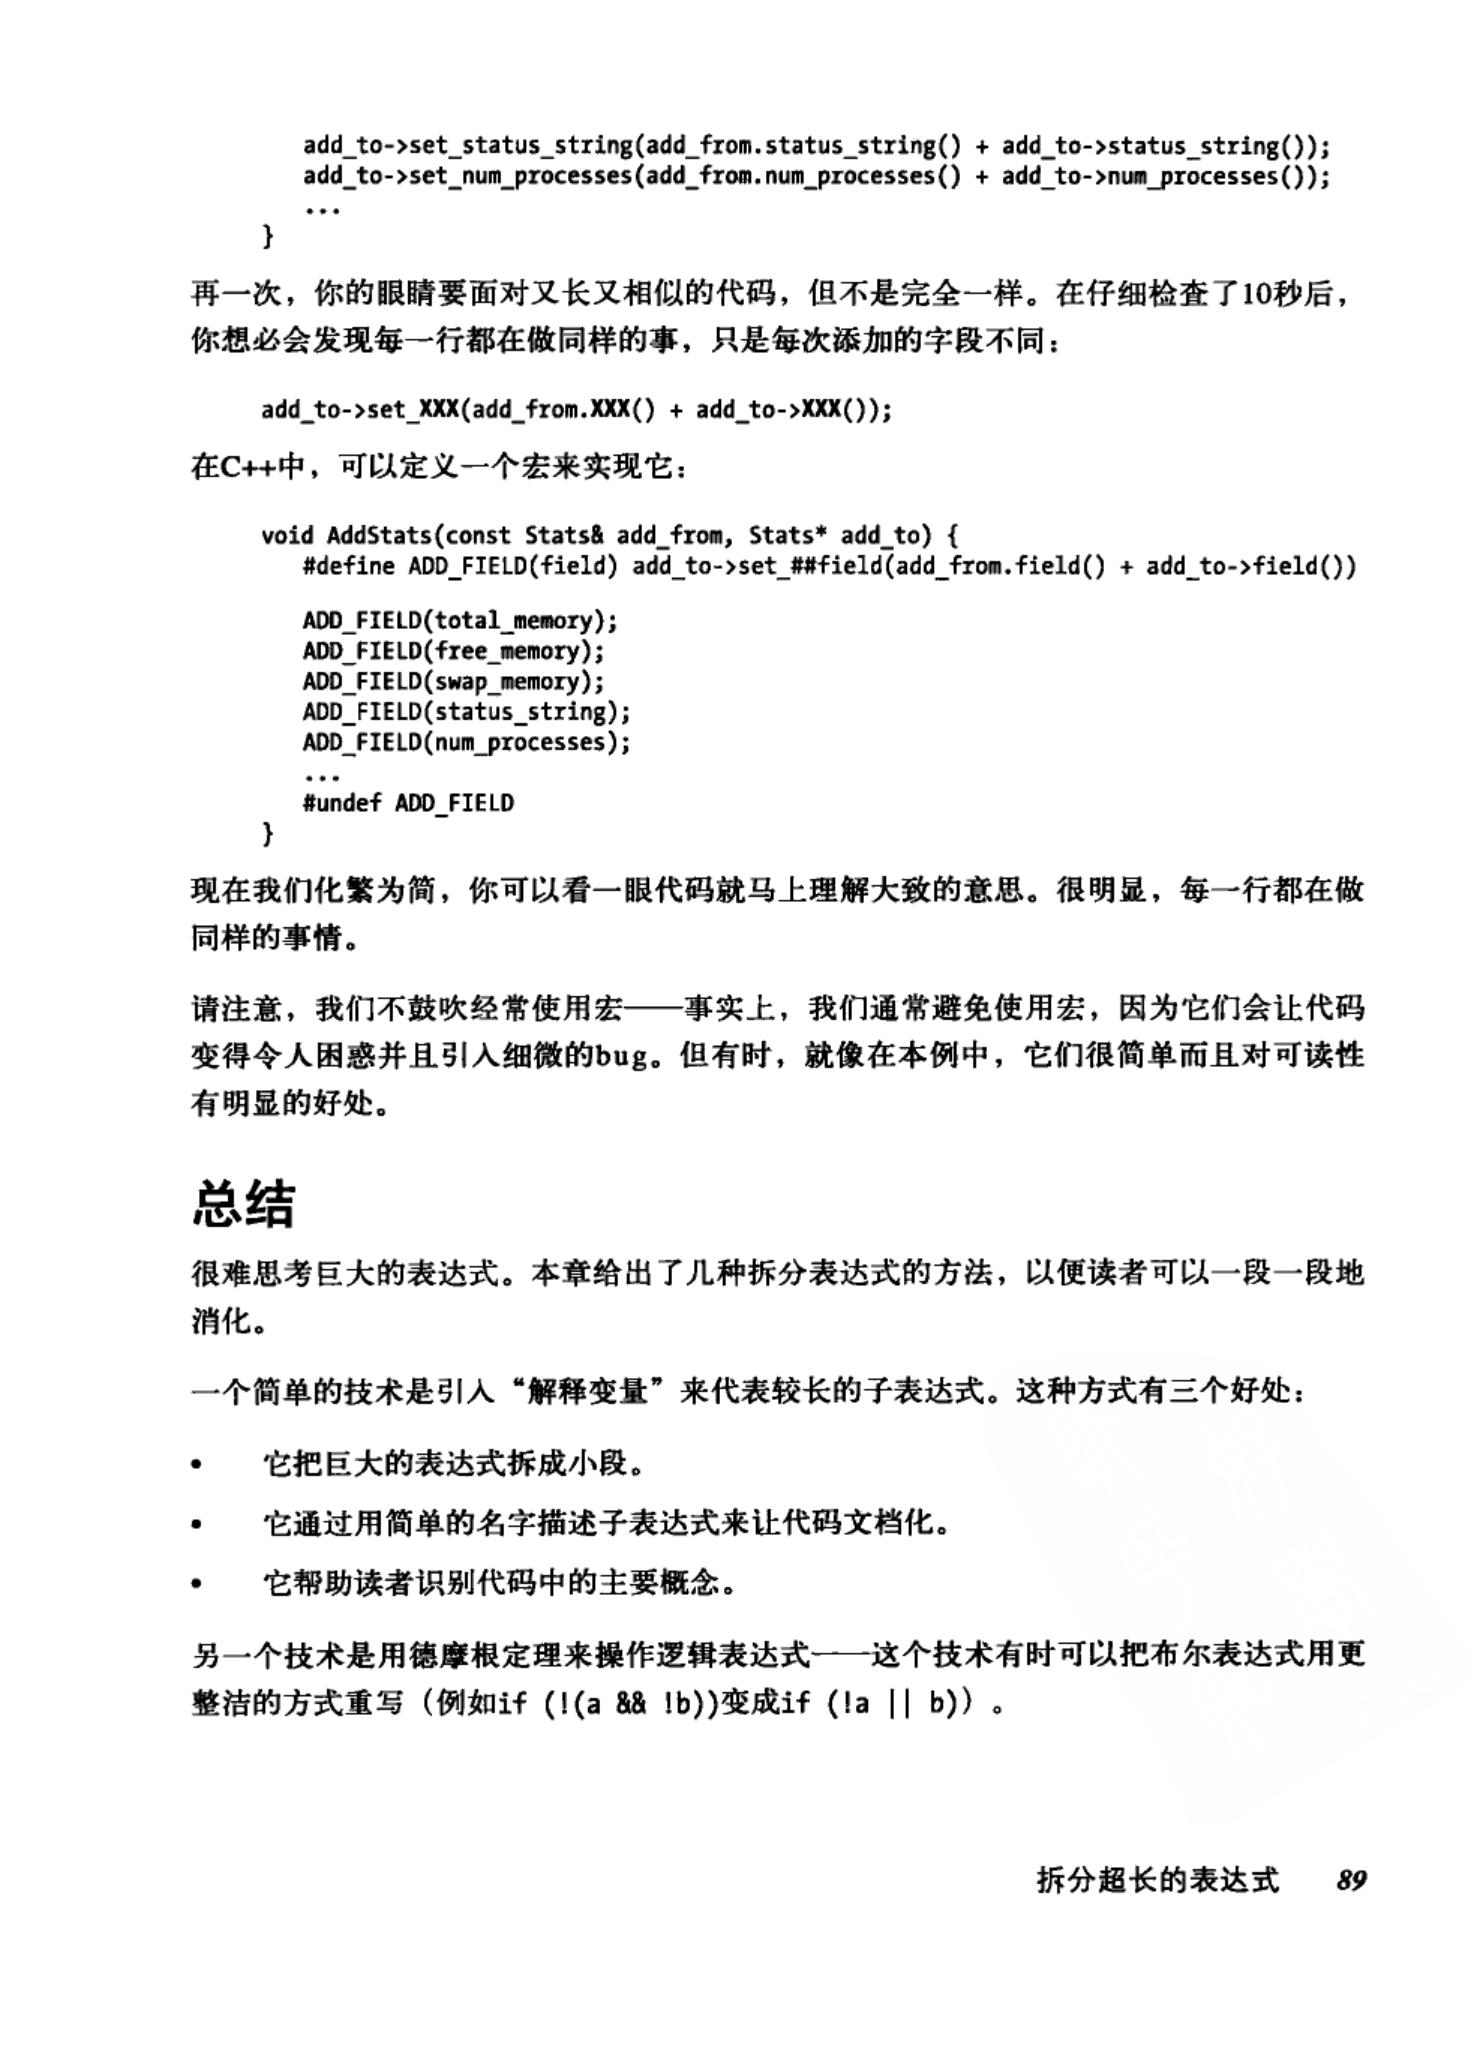 add_to->set_status_string(add_from.status_string() + add_to->status_string());
add_to->set_num_processes(add_from.num_processes() + add_to->num_processes());
...
}
再一次，你的眼睛要面对又长又相似的代码，但不是完全一样。在仔细检查了10秒后，
你想必会发现每一行都在做同样的事，只是每次添加的字段不同：
add_to->set_XXX(add_from.XXX() + add_to->XXX());
在C++中，可以定义一个宏来实现它：
void AddStats(const Stats& add_from, Stats* add_to) {
#define ADD_FIELD(field) add_to->set_##field(add_from.field() + add_to->field())
ADD_FIELD(total_memory);
ADD_FIELD(free_memory);
ADD_FIELD(swap_memory);
ADD_FIELD(status_string);
ADD_FIELD(num_processes);
...
#undef ADD_FIELD
}
现在我们化繁为简，你可以看一眼代码就马上理解大致的意思。很明显，每一行都在做
同样的事情。
请注意，我们不鼓吹经常使用宏——事实上，我们通常避免使用宏，因为它们会让代码
变得令人困惑并且引入细微的bug。但有时，就像在本例中，它们很简单而且对可读性
有明显的好处。
总结
很难思考巨大的表达式。本章给出了几种拆分表达式的方法，以便读者可以一段一段地
消化。
一个简单的技术是引入“解释变量”来代表较长的子表达式。这种方式有三个好处：
• 它把巨大的表达式拆成小段。
• 它通过用简单的名字描述子表达式来让代码文档化。
• 它帮助读者识别代码中的主要概念。
另一个技术是用德摩根定理来操作逻辑表达式——这个技术有时可以把布尔表达式用更
整洁的方式重写（例如if (!(a && !b))变成if (!a || b)）。
拆分超长的表达式 89